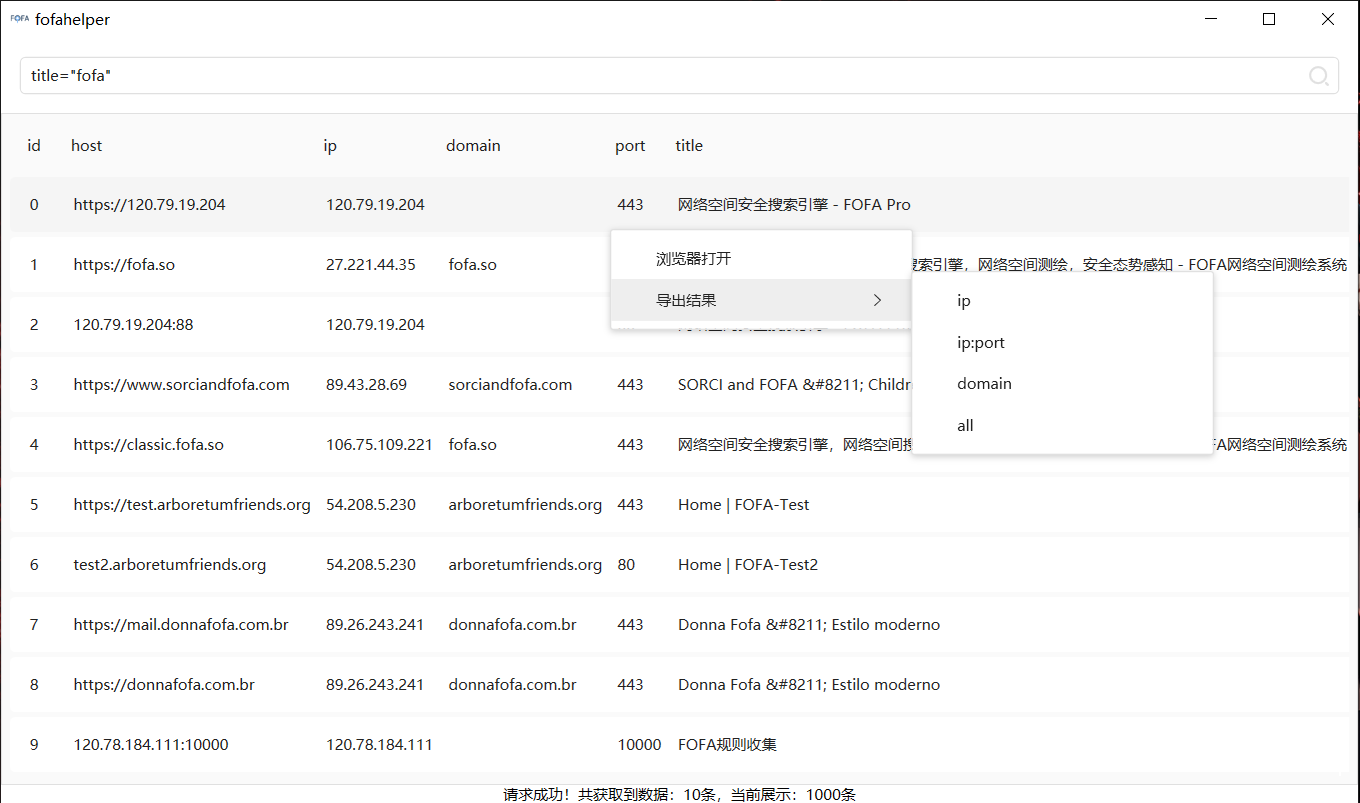 FOFA fofahelper
title="fofa"
id host ip domain port title
0 https://120.79.19.204 120.79.19.204 443 网络空间安全搜索引擎 - FOFA Pro
浏览器打开
1 https://fofa.so 27.221.44.35 fofa.so 搜索引擎，网络空间测绘，安全态势感知 - FOFA网络空间测绘系统
导出结果
ip
2 120.79.19.204:88 120.79.19.204
ip:port
3 https://www.sorciandfofa.com 89.43.28.69 sorciandfofa.com 443 SORCI and FOFA &#8211; Childr
domain
all
4 https://classic.fofa.so 106.75.109.221 fofa.so 443 网络空间安全搜索引擎，网络空间搜 FA网络空间测绘系统
5 https://test.arboretumfriends.org 54.208.5.230 arboretumfriends.org 443 Home | FOFA-Test
6 test2.arboretumfriends.org 54.208.5.230 arboretumfriends.org 80 Home | FOFA-Test2
7 https://mail.donnafofa.com.br 89.26.243.241 donnafofa.com.br 443 Donna Fofa &#8211; Estilo moderno
8 https://donnafofa.com.br 89.26.243.241 donnafofa.com.br 443 Donna Fofa &#8211; Estilo moderno
9 120.78.184.111:10000 120.78.184.111 10000 FOFA规则收集
请求成功！共获取到数据：10条，当前展示：1000条